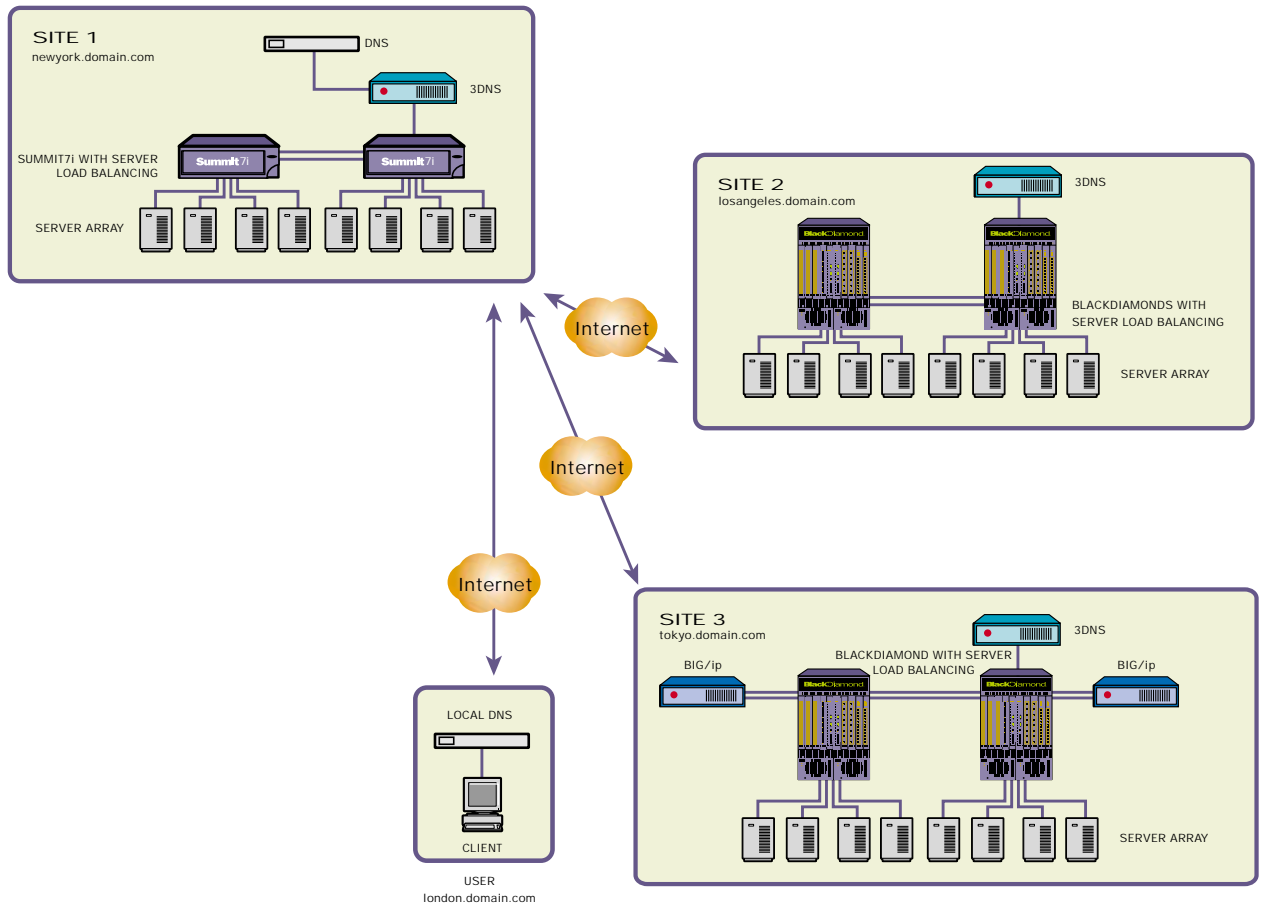 SITE 1
newyork.domain.com
DNS
3DNS
SUMMIT7i WITH SERVER
LOAD BALANCING
Summit7i
Summit7i
SERVER ARRAY
SITE 2
losangeles.domain.com
3DNS
BlackDiamond
BlackDiamond
BLACKDIAMONDS WITH
SERVER LOAD BALANCING
SERVER ARRAY
Internet
Internet
Internet
SITE 3
tokyo.domain.com
3DNS
BLACKDIAMOND WITH SERVER
LOAD BALANCING
BIG/ip
BIG/ip
BlackDiamond
BlackDiamond
SERVER ARRAY
LOCAL DNS
CLIENT
USER
london.domain.com